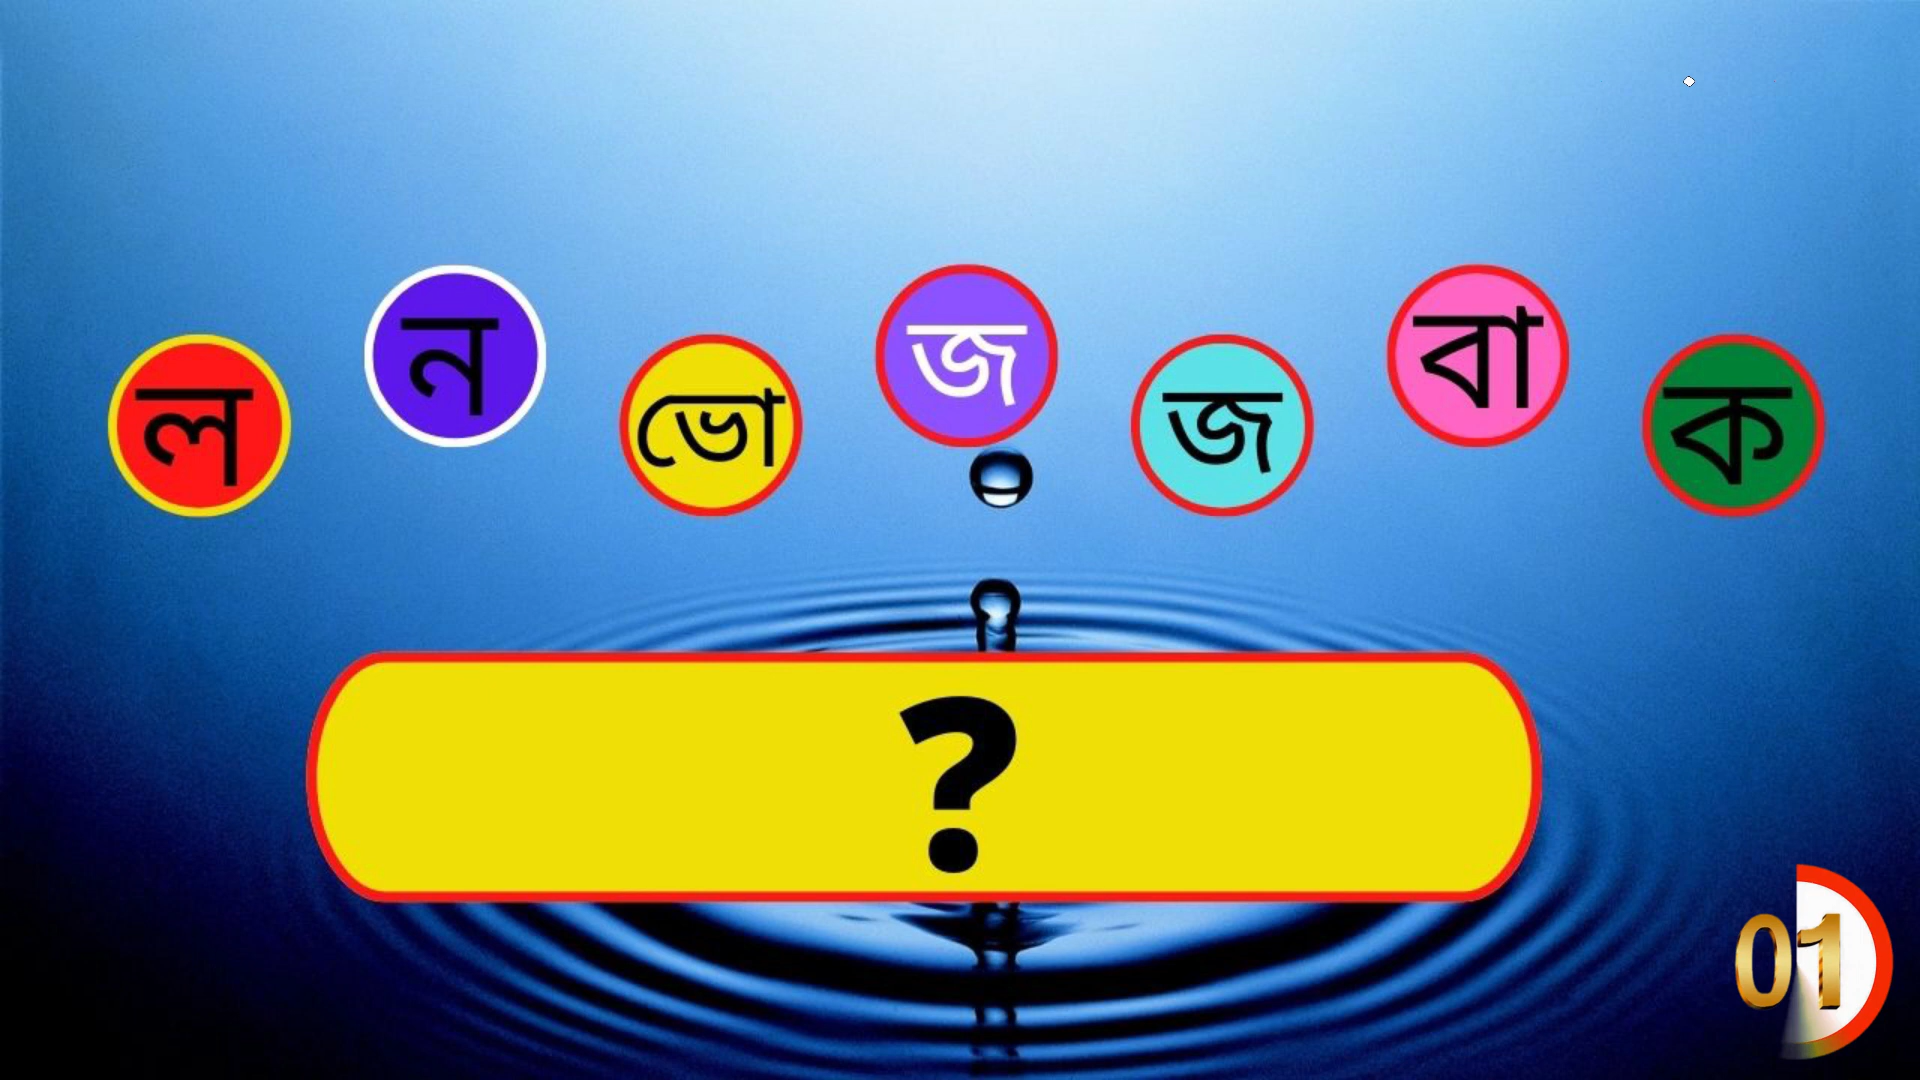 ল ন ভো জ জ বা ক
?
01